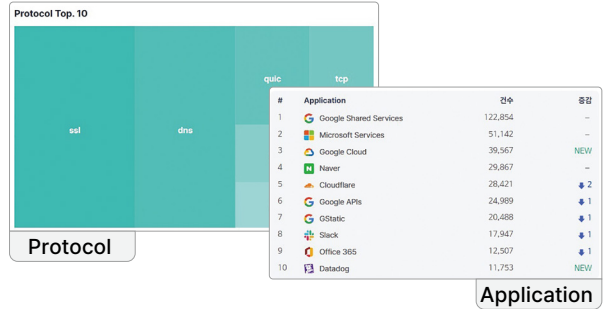 Protocol Top. 10
ssl
dns
quic
tcp
Protocol
# Application 건수 증감
1 Google Shared Services 122,854 –
2 Microsoft Services 51,142 –
3 Google Cloud 39,567 NEW
4 N Naver 29,867 –
5 Cloudflare 28,421 2
6 Google APIs 24,989 1
7 GStatic 20,488 1
8 Slack 17,947 1
9 Office 365 12,507 1
10 Datadog 11,753 NEW
Application